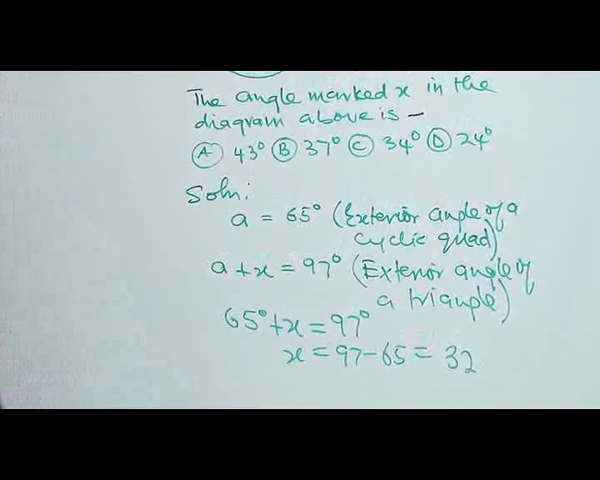 The angle marked x in the
diagram above is -
(A) 43° (B) 37° (C) 34° (D) 24°
Soln:
a = 65° (Exterior angle of a
cyclic quad)
a + x = 97° (Exterior angle of
a triangle)
65° + x = 97°
x = 97 - 65 = 32